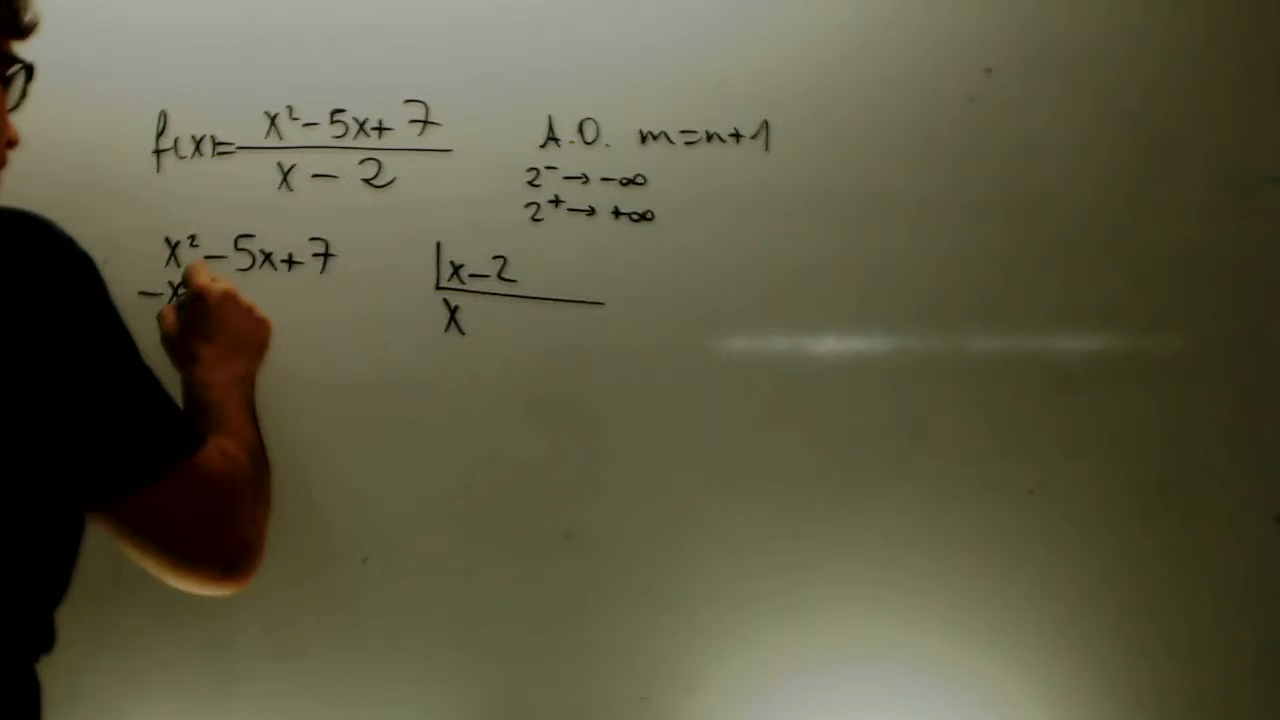 f(x)= x²-5x+7 / x-2
A.O. m=n+1
2⁻→-∞
2⁺→+∞
x²-5x+7 |x-2
-x
x